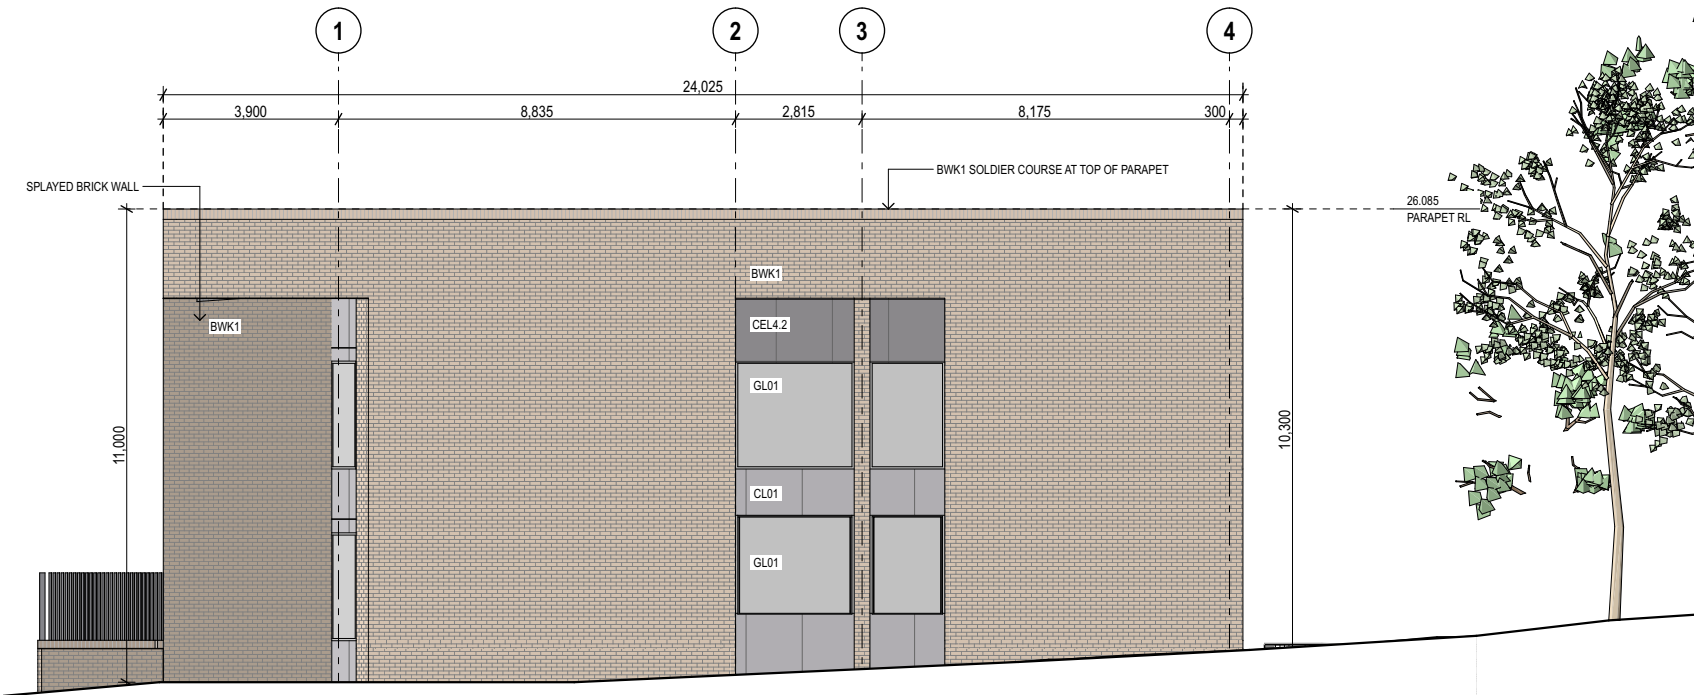 1
2
3
4
24,025
3,900
8,835
2,815
8,175
300
BWK1 SOLDIER COURSE AT TOP OF PARAPET
SPLAYED BRICK WALL
26.085
PARAPET RL
BWK1
BWK1
CEL4.2
GL01
11,000
10,300
CL01
GL01